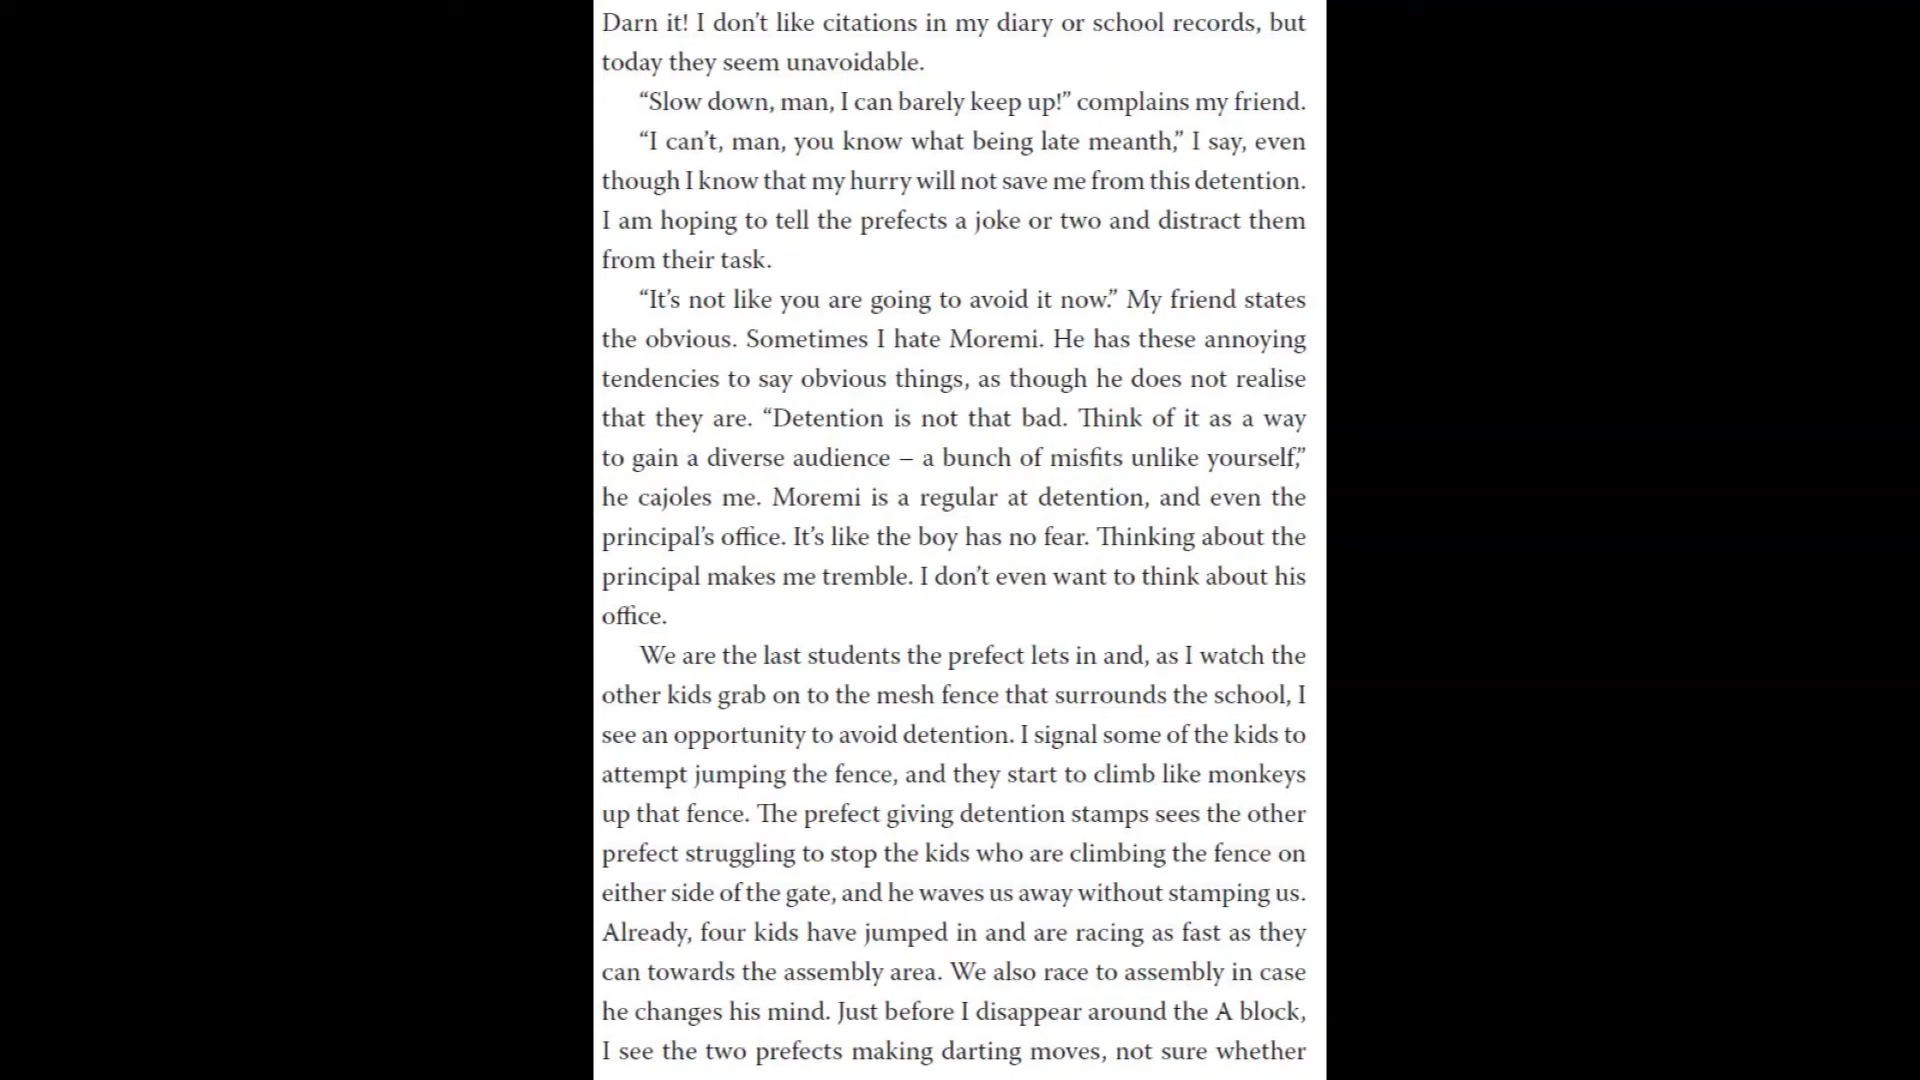 Darn it! I don’t like citations in my diary or school records, but
today they seem unavoidable.
“Slow down, man, I can barely keep up!” complains my friend.
“I can’t, man, you know what being late meanth,” I say, even
though I know that my hurry will not save me from this detention.
I am hoping to tell the prefects a joke or two and distract them
from their task.
“It’s not like you are going to avoid it now.” My friend states
the obvious. Sometimes I hate Moremi. He has these annoying
tendencies to say obvious things, as though he does not realise
that they are. “Detention is not that bad. Think of it as a way
to gain a diverse audience – a bunch of misfits unlike yourself,”
he cajoles me. Moremi is a regular at detention, and even the
principal’s office. It’s like the boy has no fear. Thinking about the
principal makes me tremble. I don’t even want to think about his
office.
We are the last students the prefect lets in and, as I watch the
other kids grab on to the mesh fence that surrounds the school, I
see an opportunity to avoid detention. I signal some of the kids to
attempt jumping the fence, and they start to climb like monkeys
up that fence. The prefect giving detention stamps sees the other
prefect struggling to stop the kids who are climbing the fence on
either side of the gate, and he waves us away without stamping us.
Already, four kids have jumped in and are racing as fast as they
can towards the assembly area. We also race to assembly in case
he changes his mind. Just before I disappear around the A block,
I see the two prefects making darting moves, not sure whether